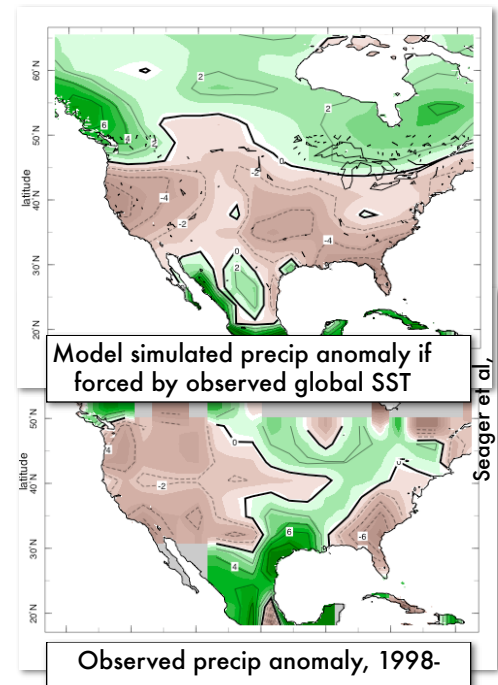 60°N
2
50°N
6
4
2
2
0
-2
latitude
40°N
-4
-2
-4
30°N
0
2
20°N
Model simulated precip anomaly if
forced by observed global SST
Seager et al,
50°N
4
0
0
latitude
40°N
-2
6
-6
30°N
4
20°N
Observed precip anomaly, 1998-